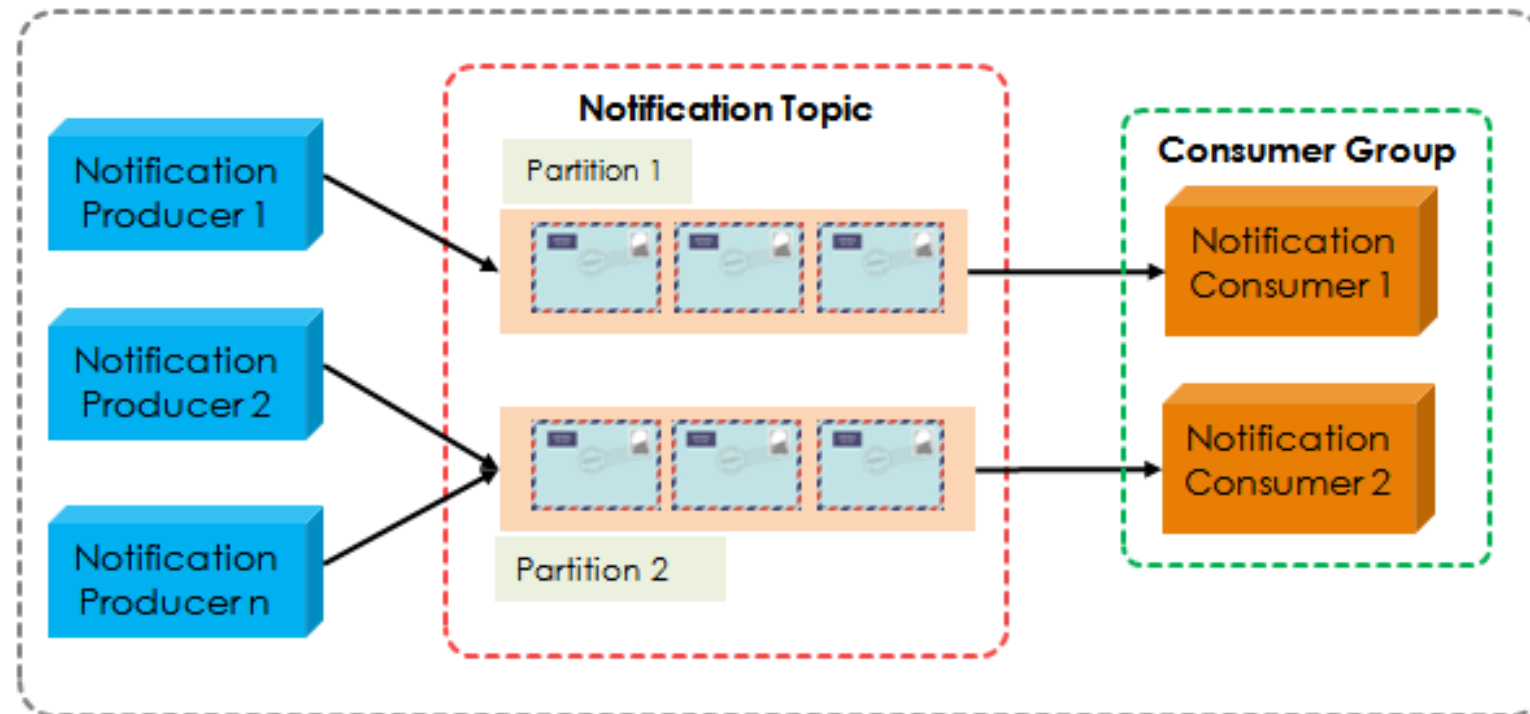 Notification Topic
Partition 1
Notification
Producer 1
Notification
Producer 2
Notification
Producer n
Partition 2
Consumer Group
Notification
Consumer 1
Notification
Consumer 2